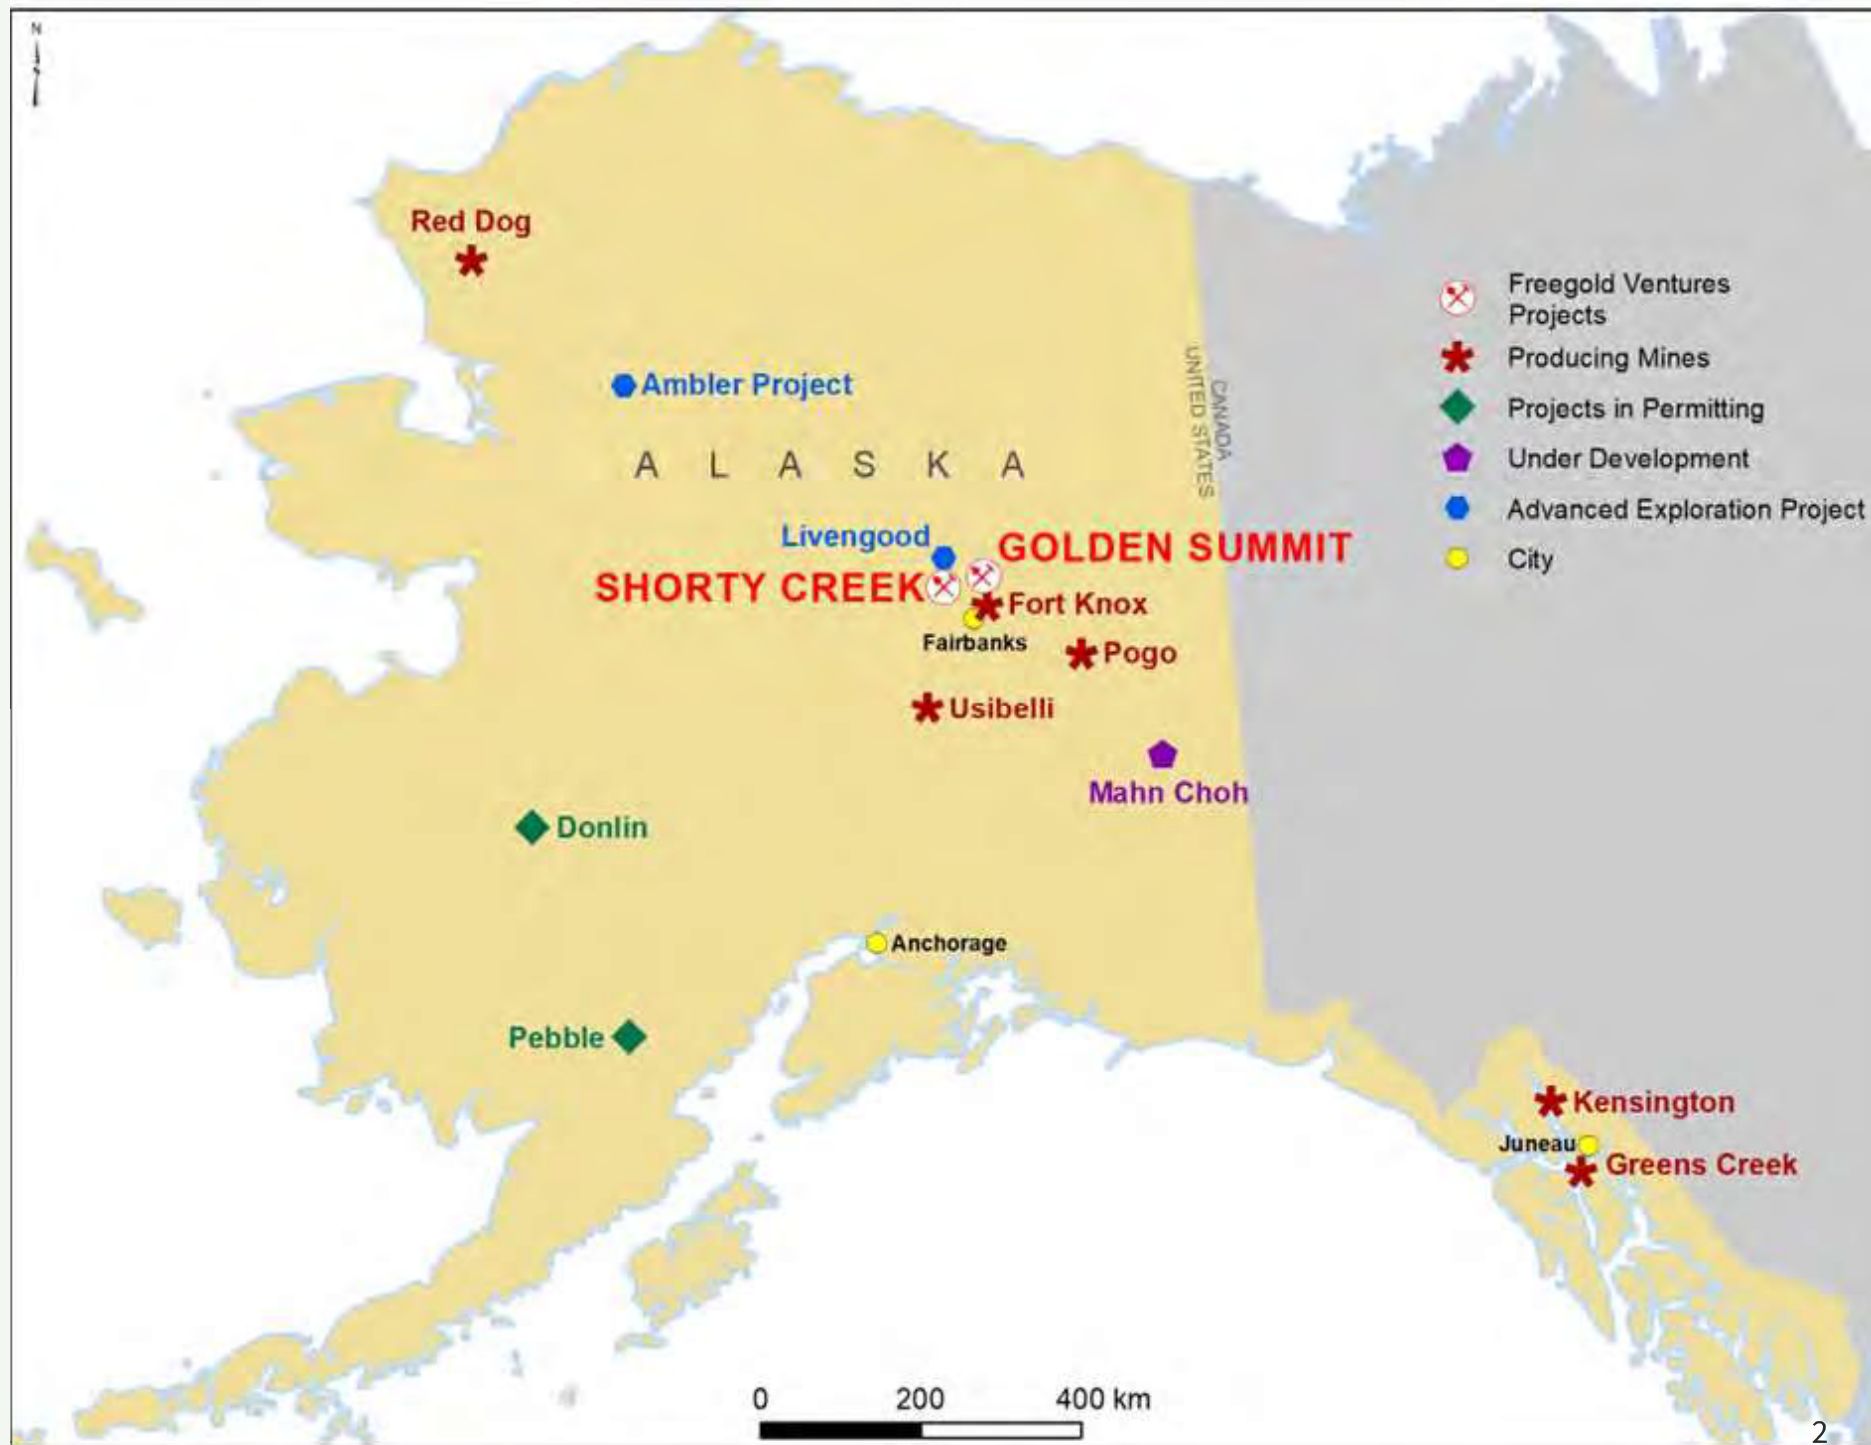 N
Red Dog
Ambler Project
ALASKA
UNITED STATES
CANADA
Livengood
GOLDEN SUMMIT
SHORTY CREEK
Fort Knox
Fairbanks
Pogo
Usibelli
Mahn Choh
Donlin
Anchorage
Pebble
Kensington
Juneau
Greens Creek
Freegold Ventures
Projects
Producing Mines
Projects in Permitting
Under Development
Advanced Exploration Project
City
0 200 400 km
2